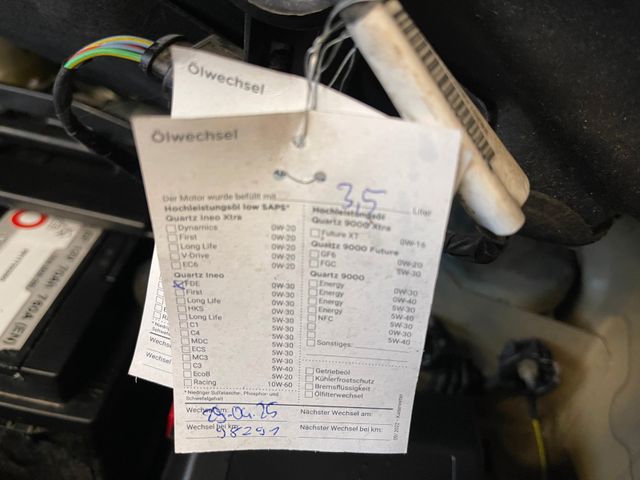 Ölwechsel
Ölwechsel
Der Motor wurde befüllt mit 3,5 Liter
Hochleistungsöl low SAPS*
Quartz Ineo Xtra
Dynamics 0W-20
First 0W-20
Long Life 0W-20
V-Drive 0W-20
EC6 0W-20
Quartz Ineo
FDE 0W-30
First 0W-30
Long Life 0W-30
HKS 5W-30
Long Life 5W-30
C1 5W-30
C4 5W-30
MDC 5W-30
ECS 5W-30
MC3 5W-30
C3 5W-40
EcoB 5W-20
Racing 10W-60
* Niedriger Sulfatasche-, Phosphor- und
Schwefelgehalt
Wechsel am: 29.04.25
Wechsel bei km: 98291
Hochleistungsöl
Quartz 9000 Xtra
Future XT 0W-16
Quartz 9000 Future
GF6 0W-20
FGC 5W-30
Quartz 9000
Energy 0W-30
Energy 0W-40
Energy 5W-40
NFC 5W-30
0W-30
5W-40
Sonstiges:
Getriebeöl
Kühlerfrostschutz
Bremsflüssigkeit
Ölfilterwechsel
Nächster Wechsel am:
Nächster Wechsel bei km:
70AH 760A (EN)
Wechsel
Wechsel